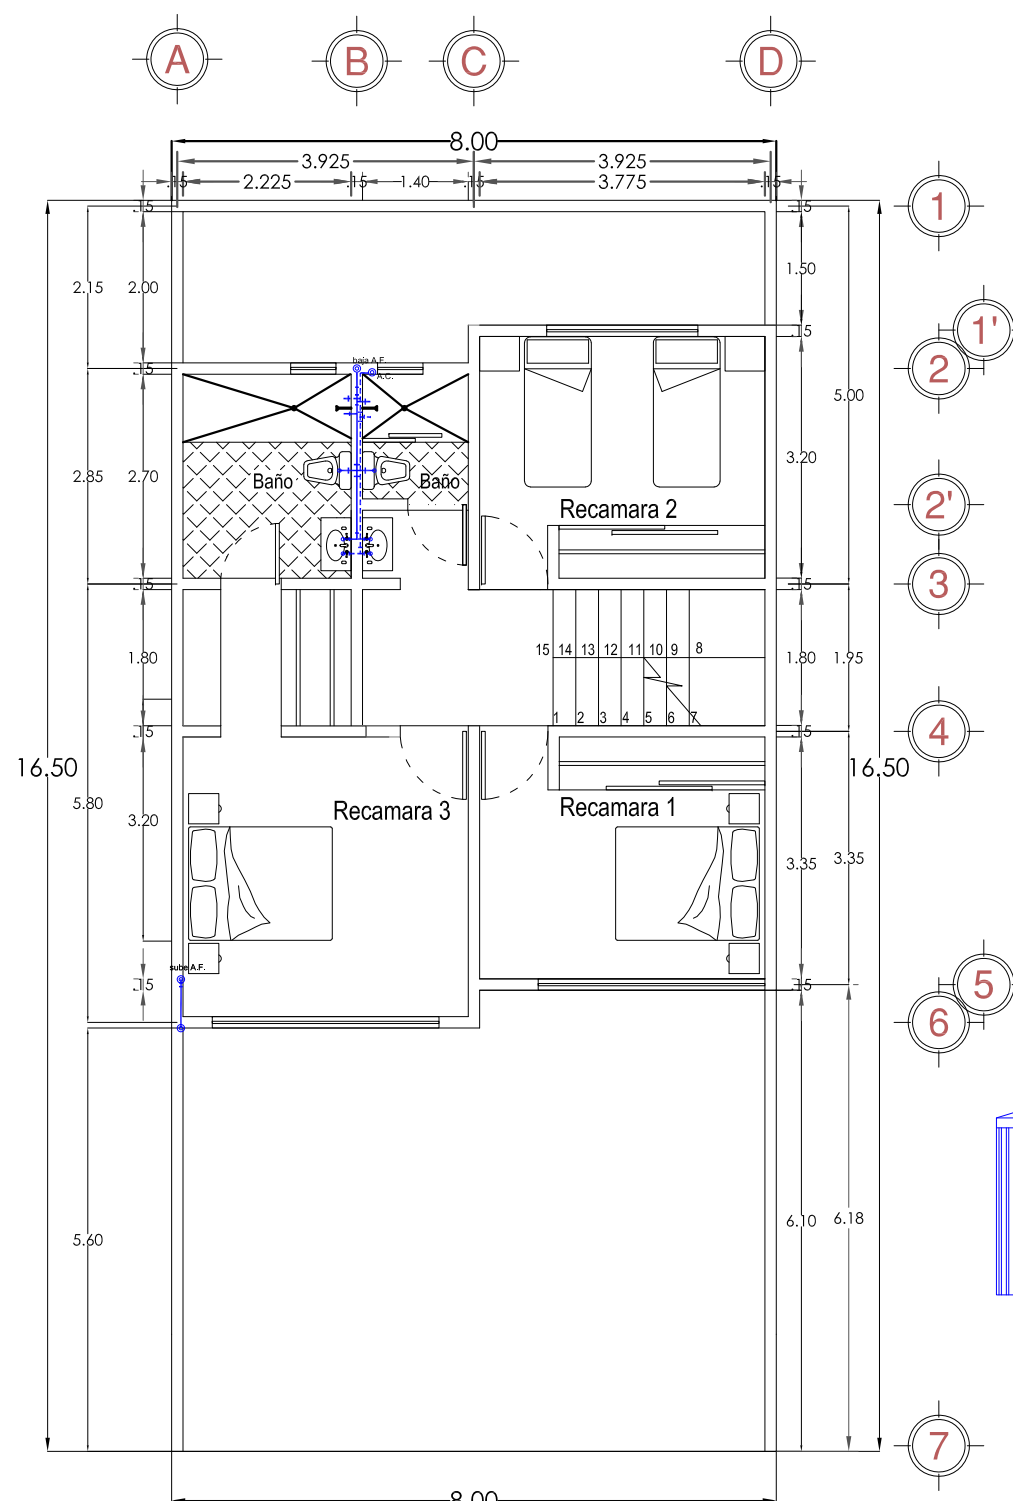 A B C D
8.00
3.925 3.925
.15 2.225 .15 1.40 .15 3.775 .15
1
.15 .15
1.50
2.15 2.00
1'
.15
2
baja A.F.
.15
A.C.
5.00
3.20
2.85 2.70
Baño Baño
Recamara 2
2'
3
.15 .15
15 14 13 12 11 10 9 8
1.80 1.80 1.95
1 2 3 4 5 6 7
4
.15 .15
16.50 16.50
5.80
3.20
Recamara 3 Recamara 1
3.35 3.35
sube A.F.
.15 .15
5
6
6.10 6.18
5.60
7
8.00